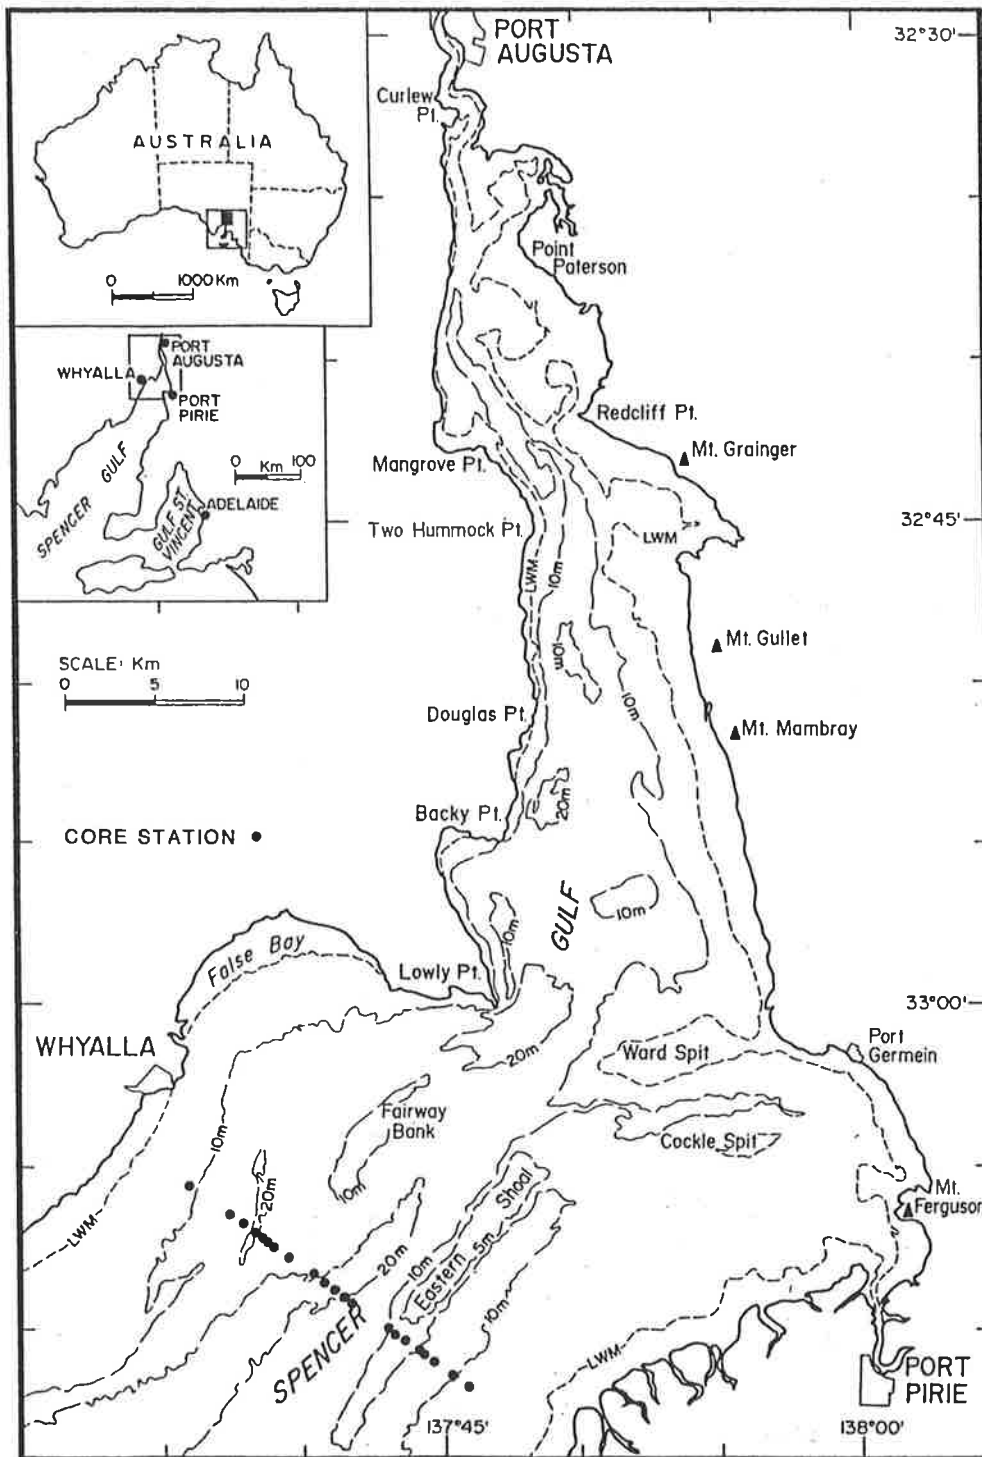 PORT
AUGUSTA
32°30'
Curlew
Pt.
AUSTRALIA
0 1000 Km
Point
Paterson
PORT
AUGUSTA
WHYALLA
PORT
PIRIE
SPENCER GULF
0 Km 100
GULF ST.
VINCENT
ADELAIDE
Redcliff Pt.
Mt. Grainger
Mangrove Pt.
Two Hummock Pt.
32°45'
LWM
LWM
10m
10m
10m
Mt. Gullet
SCALE: Km
0 5 10
Douglas Pt.
Mt. Mambray
Backy Pt.
20m
CORE STATION
GULF
10m
10m
False Bay
Lowly Pt.
33°00'
WHYALLA
20m
Ward Spit
Port
Germein
Fairway
Bank
10m
Cockle Spit
10m
20m
Shoal
Mt.
Ferguson
LWM
20m
10m
Eastern
5m
10m
SPENCER
LWM
PORT
PIRIE
137°45'
138°00'